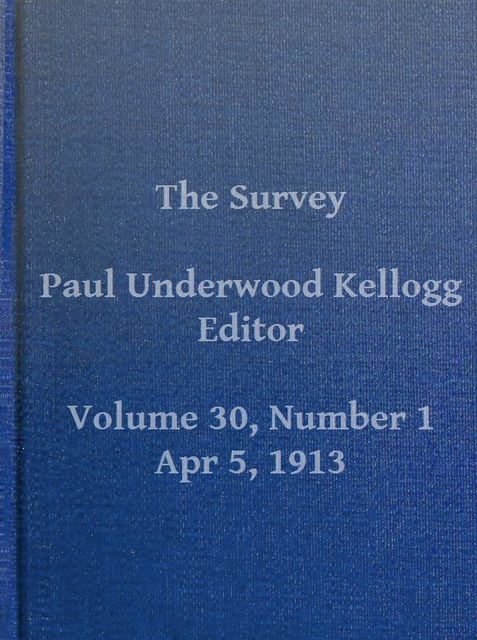 The Survey
Paul Underwood Kellogg
Editor
Volume 30, Number 1
Apr 5, 1913